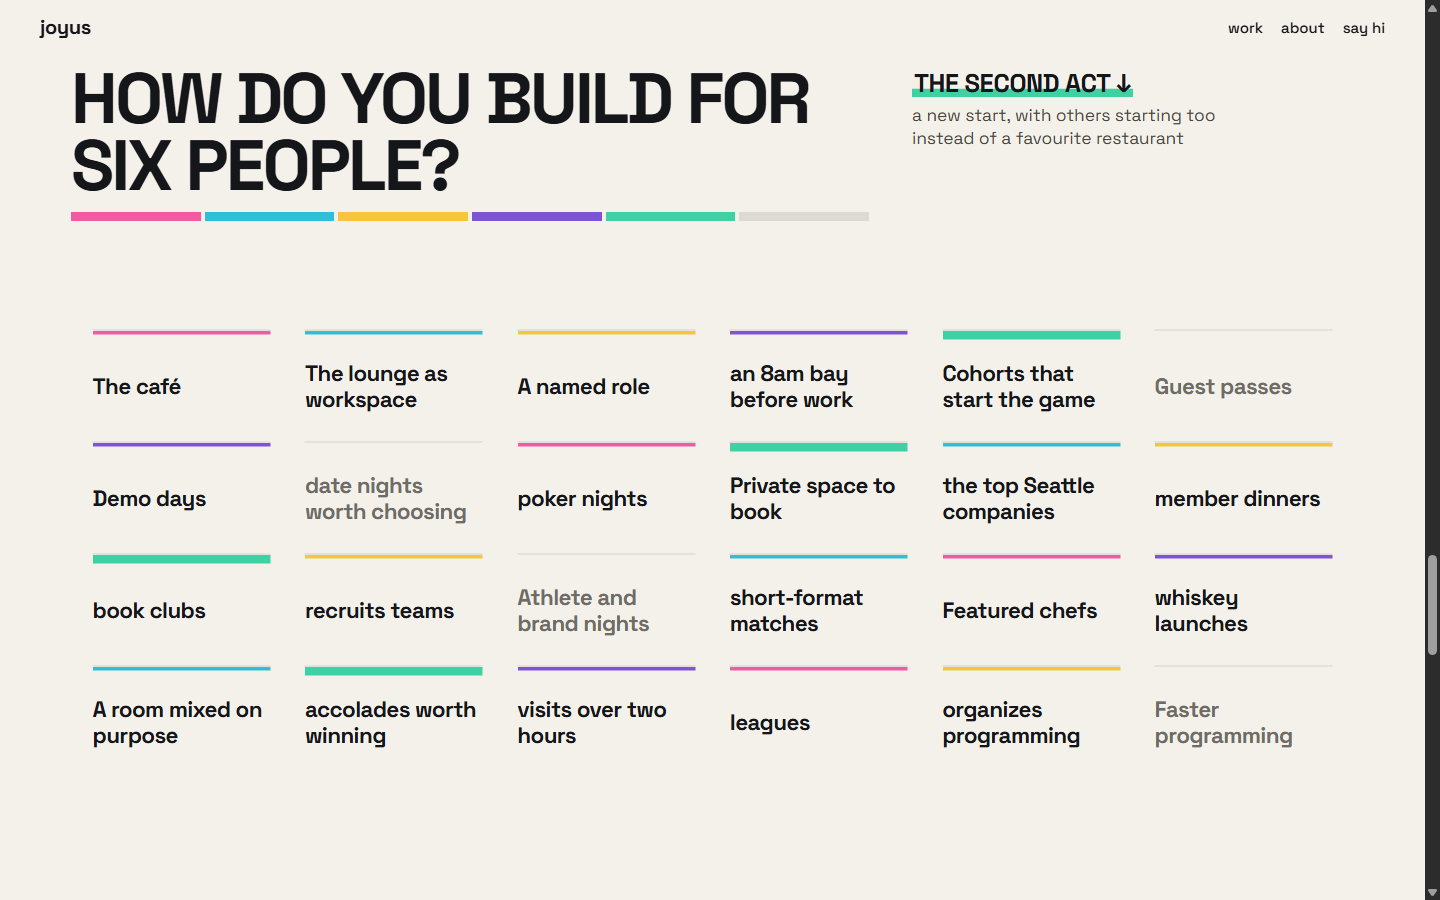 joyus
work about say hi
HOW DO YOU BUILD FOR
SIX PEOPLE?
THE SECOND ACT ↓
a new start, with others starting too
instead of a favourite restaurant
The café
The lounge as
workspace
A named role
an 8am bay
before work
Cohorts that
start the game
Guest passes
Demo days
date nights
worth choosing
poker nights
Private space to
book
the top Seattle
companies
member dinners
book clubs
recruits teams
Athlete and
brand nights
short-format
matches
Featured chefs
whiskey
launches
A room mixed on
purpose
accolades worth
winning
visits over two
hours
leagues
organizes
programming
Faster
programming